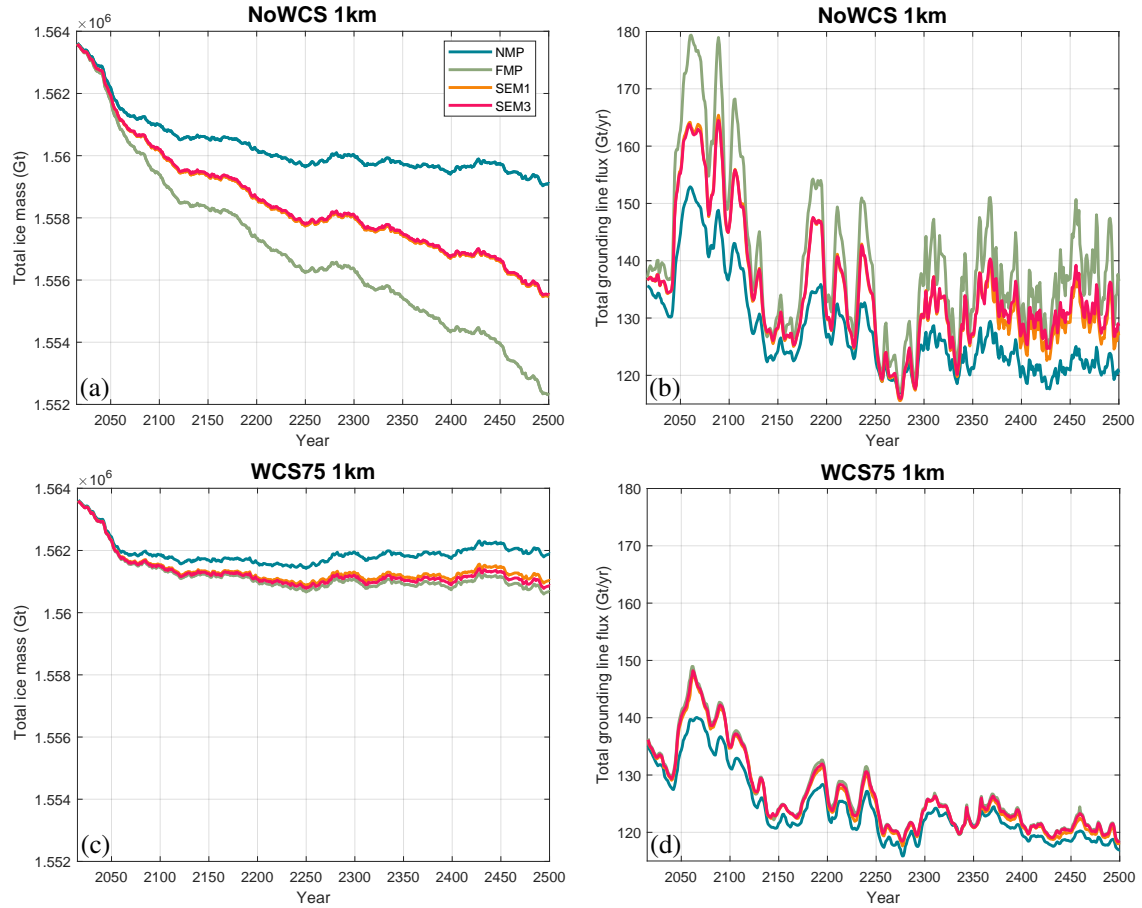 NoWCS 1km
× 10^6
1.564
1.562
1.56
1.558
1.556
1.554
1.552
Total ice mass (Gt)
NMP
FMP
SEM1
SEM3
(a)
2050 2100 2150 2200 2250 2300 2350 2400 2450 2500
Year
NoWCS 1km
180
170
160
150
140
130
120
Total grounding line flux (Gt/yr)
(b)
2050 2100 2150 2200 2250 2300 2350 2400 2450 2500
Year
WCS75 1km
× 10^6
1.564
1.562
1.56
1.558
1.556
1.554
1.552
Total ice mass (Gt)
(c)
2050 2100 2150 2200 2250 2300 2350 2400 2450 2500
Year
WCS75 1km
180
170
160
150
140
130
120
Total grounding line flux (Gt/yr)
(d)
2050 2100 2150 2200 2250 2300 2350 2400 2450 2500
Year